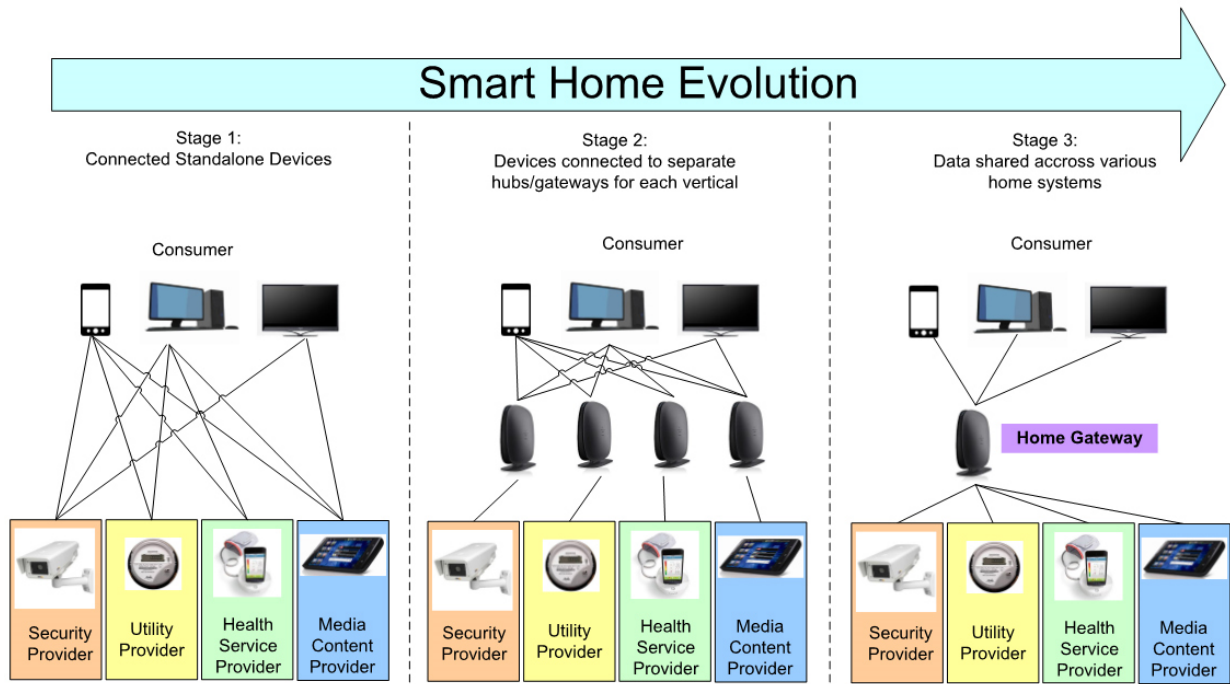 Smart Home Evolution
Stage 1:
Connected Standalone Devices
Consumer
Security
Provider
Utility
Provider
Health
Service
Provider
Media
Content
Provider
Stage 2:
Devices connected to separate
hubs/gateways for each vertical
Consumer
Security
Provider
Utility
Provider
Health
Service
Provider
Media
Content
Provider
Stage 3:
Data shared accross various
home systems
Consumer
Home Gateway
Security
Provider
Utility
Provider
Health
Service
Provider
Media
Content
Provider